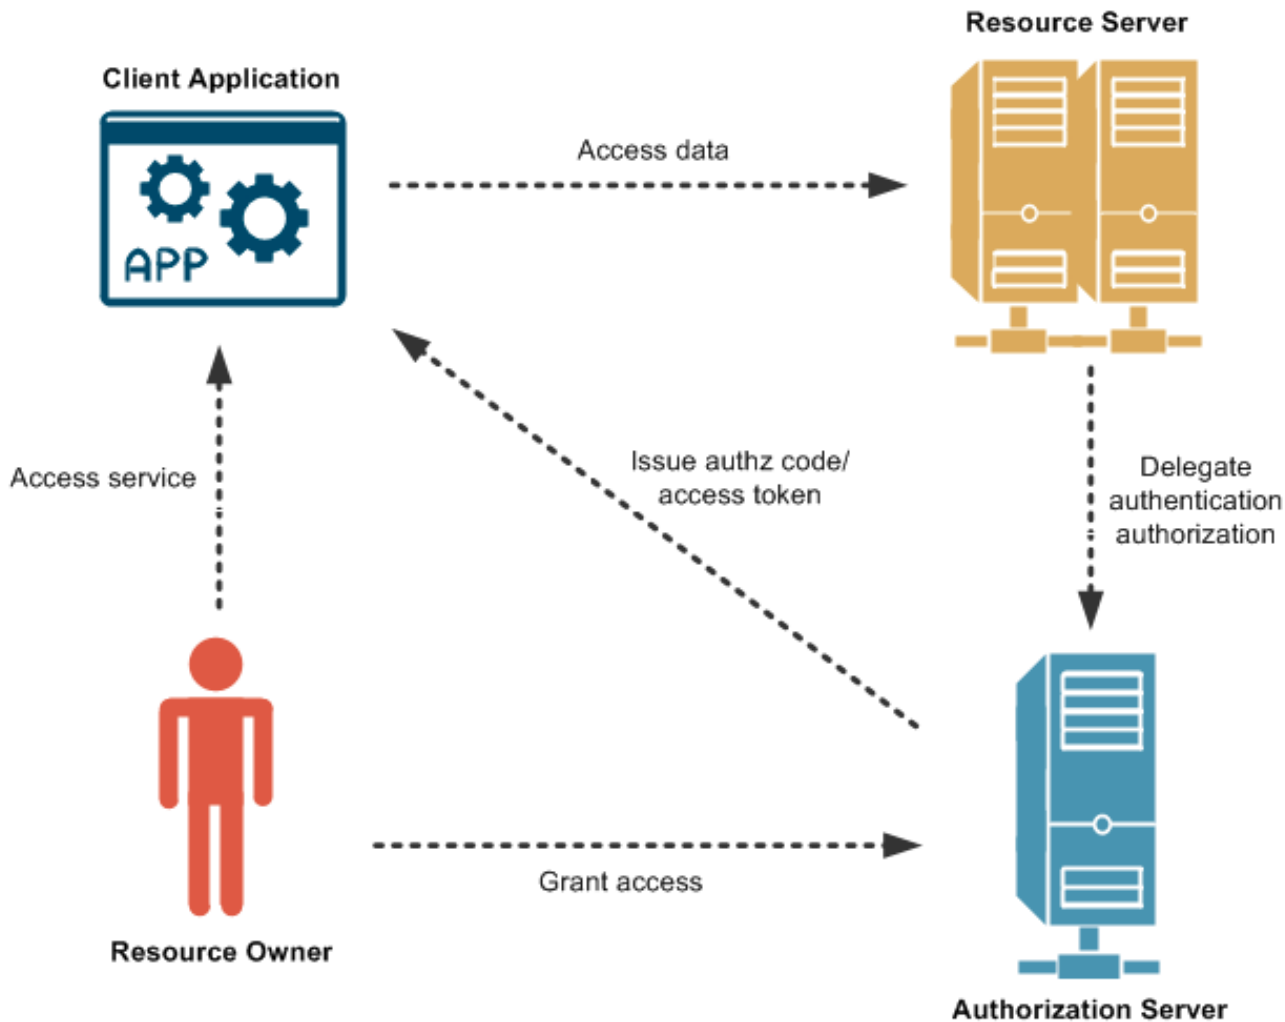 Resource Server
Client Application
Access data
APP
Access service
Issue authz code/
access token
Delegate
authentication
authorization
Grant access
Resource Owner
Authorization Server